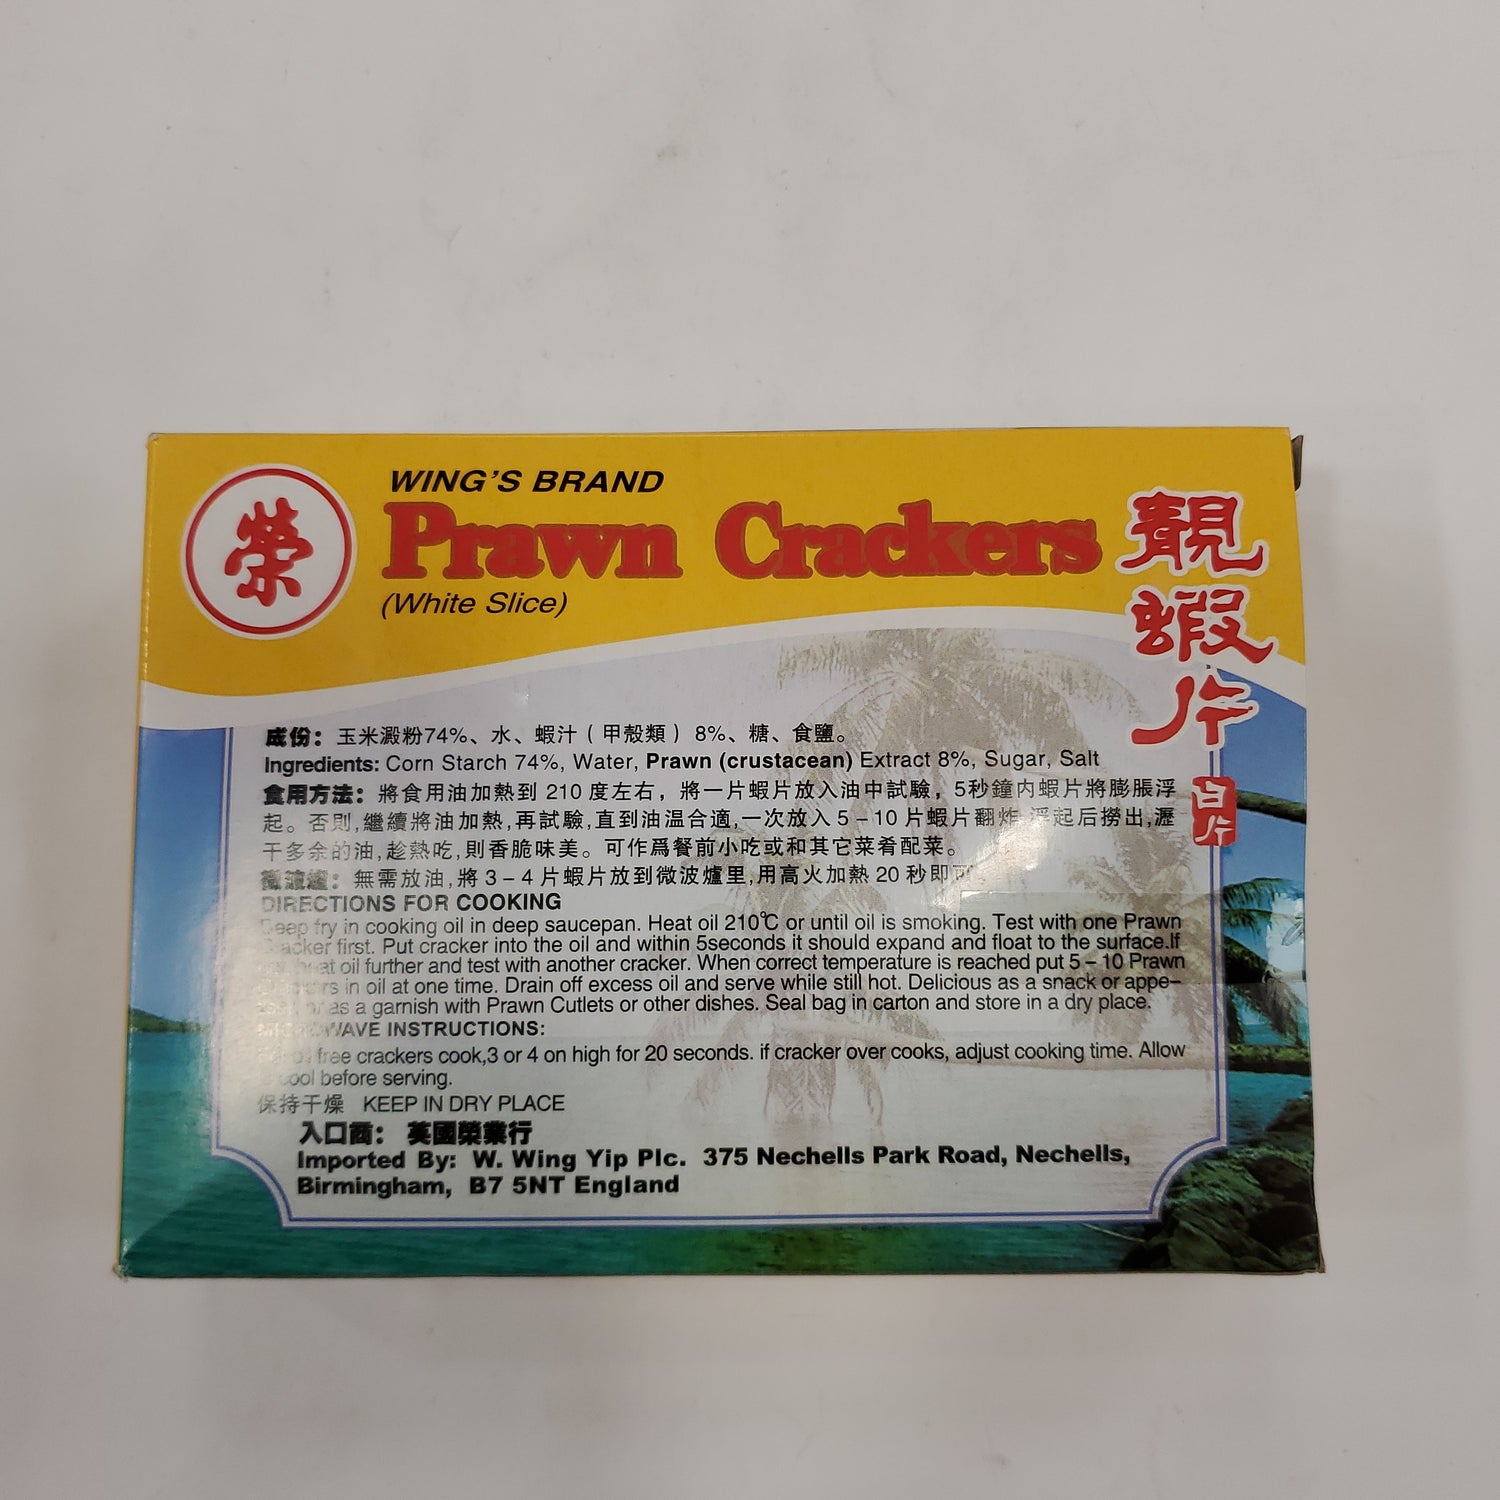 榮
WING'S BRAND
Prawn Crackers
(White Slice)
靚蝦片
白片
成份：玉米澱粉74%、水、蝦汁（甲殼類）8%、糖、食鹽。
Ingredients: Corn Starch 74%, Water, Prawn (crustacean) Extract 8%, Sugar, Salt
食用方法：將食用油加熱到 210 度左右，將一片蝦片放入油中試驗，5秒鐘内蝦片將膨脹浮
起。否則,繼續將油加熱,再試驗,直到油温合適,一次放入 5 – 10 片蝦片翻炸 浮起后撈出,瀝
干多余的油,趁熱吃,則香脆味美。可作爲餐前小吃或和其它菜肴配菜。
微波爐：無需放油,將 3 – 4 片蝦片放到微波爐里,用高火加熱 20 秒即可
DIRECTIONS FOR COOKING
Deep fry in cooking oil in deep saucepan. Heat oil 210℃ or until oil is smoking. Test with one Prawn
Cracker first. Put cracker into the oil and within 5seconds it should expand and float to the surface.If
heat oil further and test with another cracker. When correct temperature is reached put 5 – 10 Prawn
Crackers in oil at one time. Drain off excess oil and serve while still hot. Delicious as a snack or appe–
or as a garnish with Prawn Cutlets or other dishes. Seal bag in carton and store in a dry place.
MICROWAVE INSTRUCTIONS:
free crackers cook,3 or 4 on high for 20 seconds. if cracker over cooks, adjust cooking time. Allow
cool before serving.
保持干燥 KEEP IN DRY PLACE
入口商： 英國榮業行
Imported By: W. Wing Yip Plc. 375 Nechells Park Road, Nechells,
Birmingham, B7 5NT England